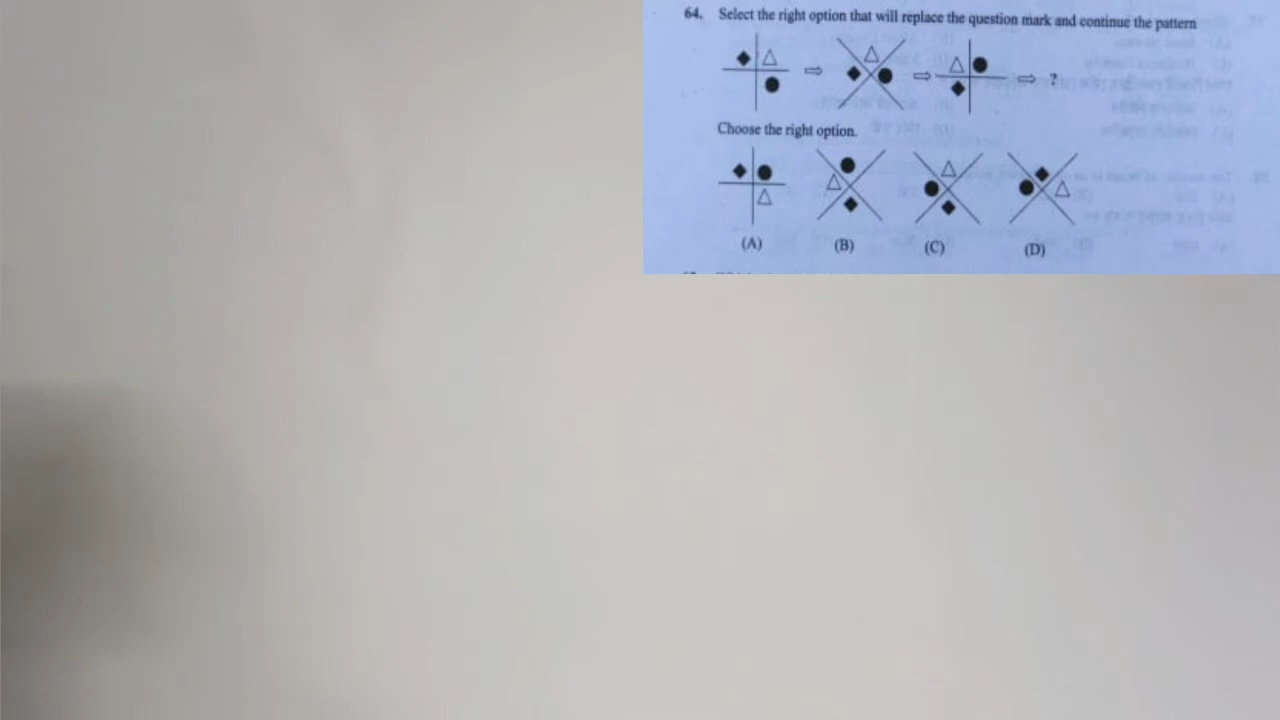 64. Select the right option that will replace the question mark and continue the pattern
⇨ ⇨ ⇨ ?
Choose the right option.
(A) (B) (C) (D)